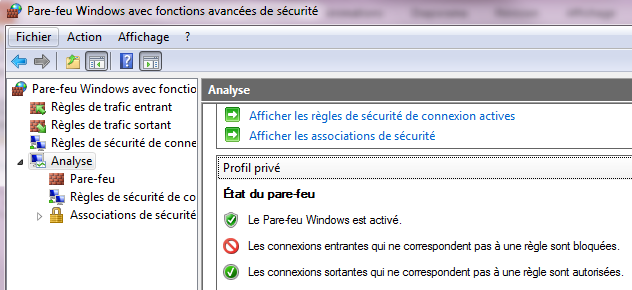 Pare-feu Windows avec fonctions avancées de sécurité
Fichier Action Affichage ?
Pare-feu Windows avec fonctio
Règles de trafic entrant
Règles de trafic sortant
Règles de sécurité de conne
Analyse
Pare-feu
Règles de sécurité de co
Associations de sécurité
Analyse
Afficher les règles de sécurité de connexion actives
Afficher les associations de sécurité
Profil privé
État du pare-feu
Le Pare-feu Windows est activé.
Les connexions entrantes qui ne correspondent pas à une règle sont bloquées.
Les connexions sortantes qui ne correspondent pas à une règle sont autorisées.